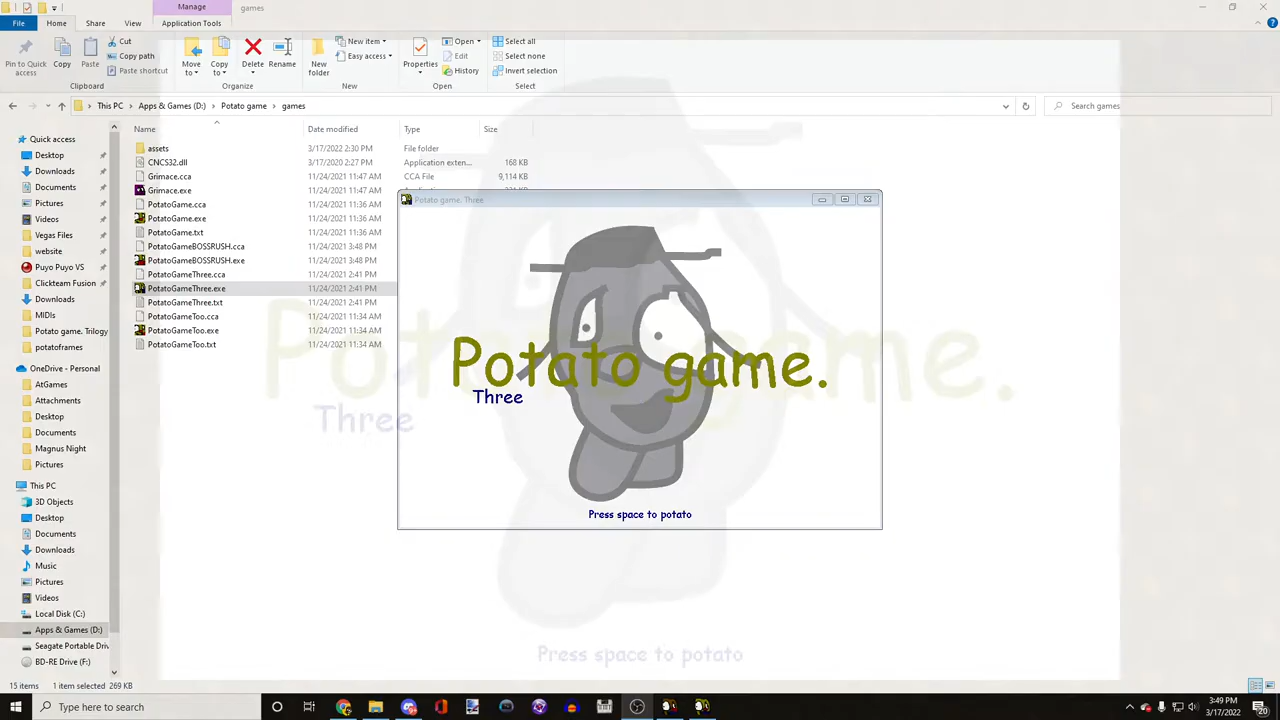 Manage
games
File
Home
Share
View
Application Tools
Pin to Quick access
Copy
Paste
Cut
Copy path
Paste shortcut
Clipboard
Move to
Copy to
Delete
Rename
Organize
New folder
New item
Easy access
New
Properties
Open
Edit
History
Open
Select all
Select none
Invert selection
Select
This PC > Apps & Games (D:) > Potato game > games
Search games
Name
Date modified
Type
Size
assets 3/17/2022 2:30 PM File folder
CNCS32.dll 3/17/2020 2:27 PM Application exten... 168 KB
Grimace.cca 11/24/2021 11:47 AM CCA File 9,114 KB
Grimace.exe 11/24/2021 11:47 AM
PotatoGame.cca 11/24/2021 11:36 AM
PotatoGame.exe 11/24/2021 11:36 AM
PotatoGame.txt 11/24/2021 11:36 AM
PotatoGameBOSSRUSH.cca 11/24/2021 3:48 PM
PotatoGameBOSSRUSH.exe 11/24/2021 3:48 PM
PotatoGameThree.cca 11/24/2021 2:41 PM
PotatoGameThree.exe 11/24/2021 2:41 PM
PotatoGameThree.txt 11/24/2021 2:41 PM
PotatoGameToo.cca 11/24/2021 11:34 AM
PotatoGameToo.exe 11/24/2021 11:34 AM
PotatoGameToo.txt 11/24/2021 11:34 AM
Quick access
Desktop
Downloads
Documents
Pictures
Videos
Vegas Files
website
Puyo Puyo VS
Clickteam Fusion
Downloads
MIDIs
Potato game. Trilogy
potatoframes
OneDrive - Personal
AtGames
Attachments
Desktop
Documents
Magnus Night
Pictures
This PC
3D Objects
Desktop
Documents
Downloads
Music
Pictures
Videos
Local Disk (C:)
Apps & Games (D:)
Seagate Portable Driv
BD-RE Drive (F:)
Potato game. Three
Potato game.
Three
Press space to potato
Potato game.
Three
Press space to potato
15 items 1 item selected 269 KB
Type here to search
3:49 PM
3/17/2022
20